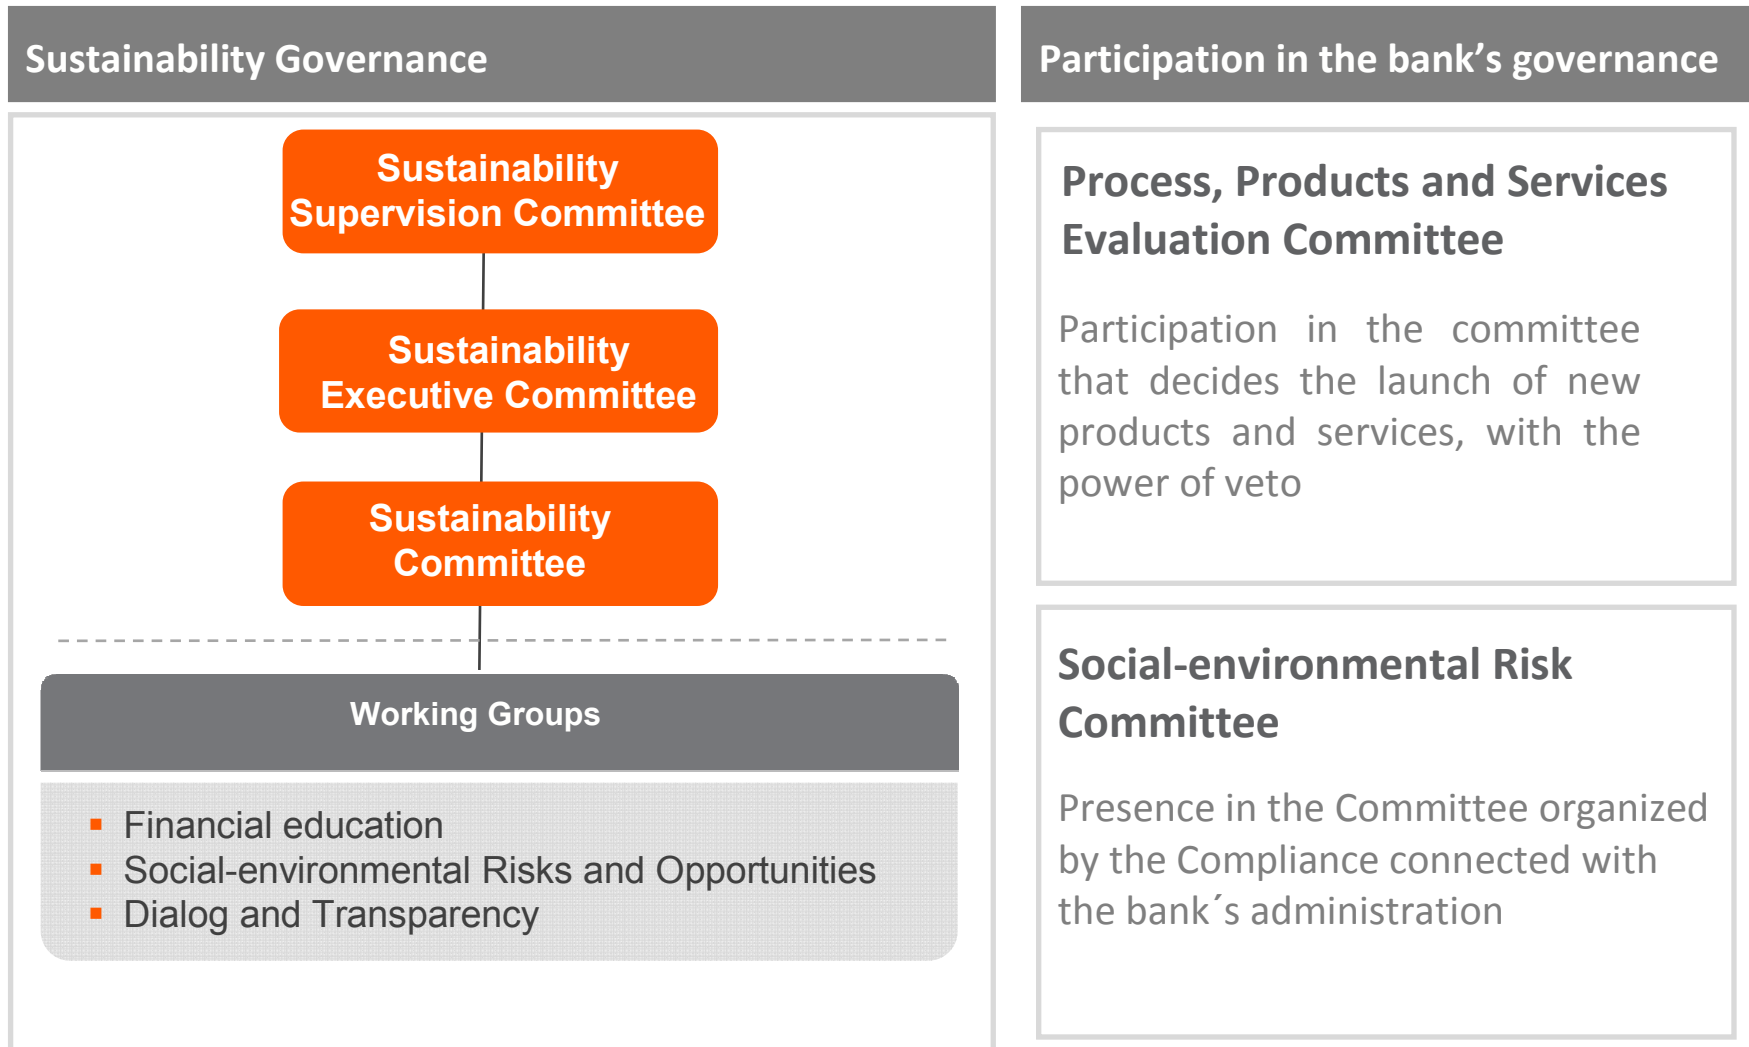 Sustainability Governance
Sustainability
Supervision Committee
Sustainability
Executive Committee
Sustainability
Committee
Working Groups
▪ Financial education
▪ Social-environmental Risks and Opportunities
▪ Dialog and Transparency
Participation in the bank’s governance
Process, Products and Services
Evaluation Committee
Participation in the committee
that decides the launch of new
products and services, with the
power of veto
Social-environmental Risk
Committee
Presence in the Committee organized
by the Compliance connected with
the bank´s administration